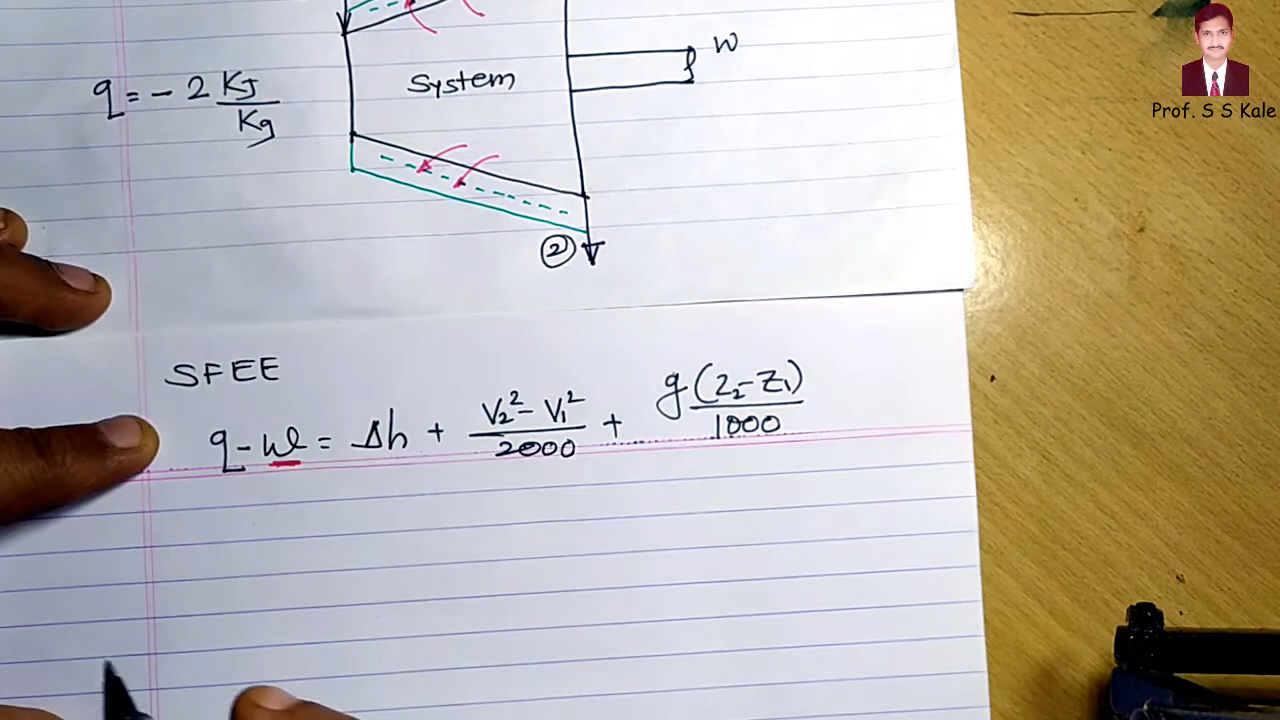 W
Prof. S S Kale
System
q = - 2 KJ/Kg
②
SFEE
q - w = Δh + (V₂² - V₁²)/2000 + g(Z₂-Z₁)/1000